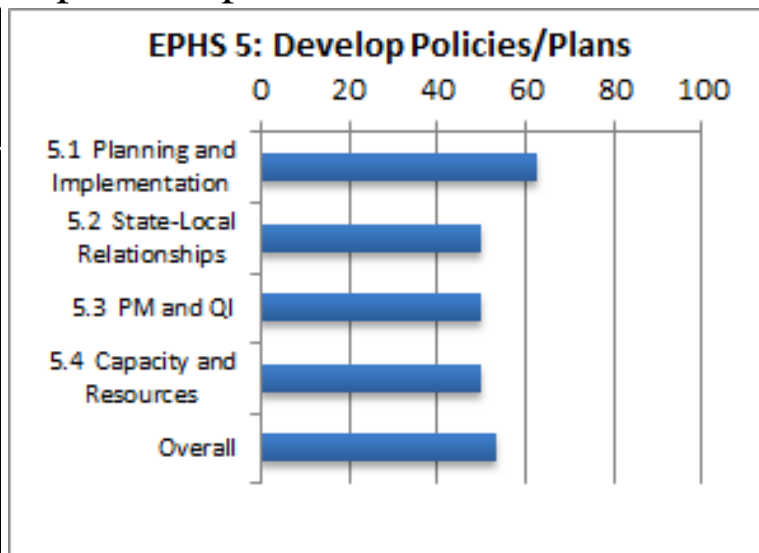 EPHS 5: Develop Policies/Plans
0 20 40 60 80 100
5.1 Planning and
Implementation
5.2 State-Local
Relationships
5.3 PM and QI
5.4 Capacity and
Resources
Overall